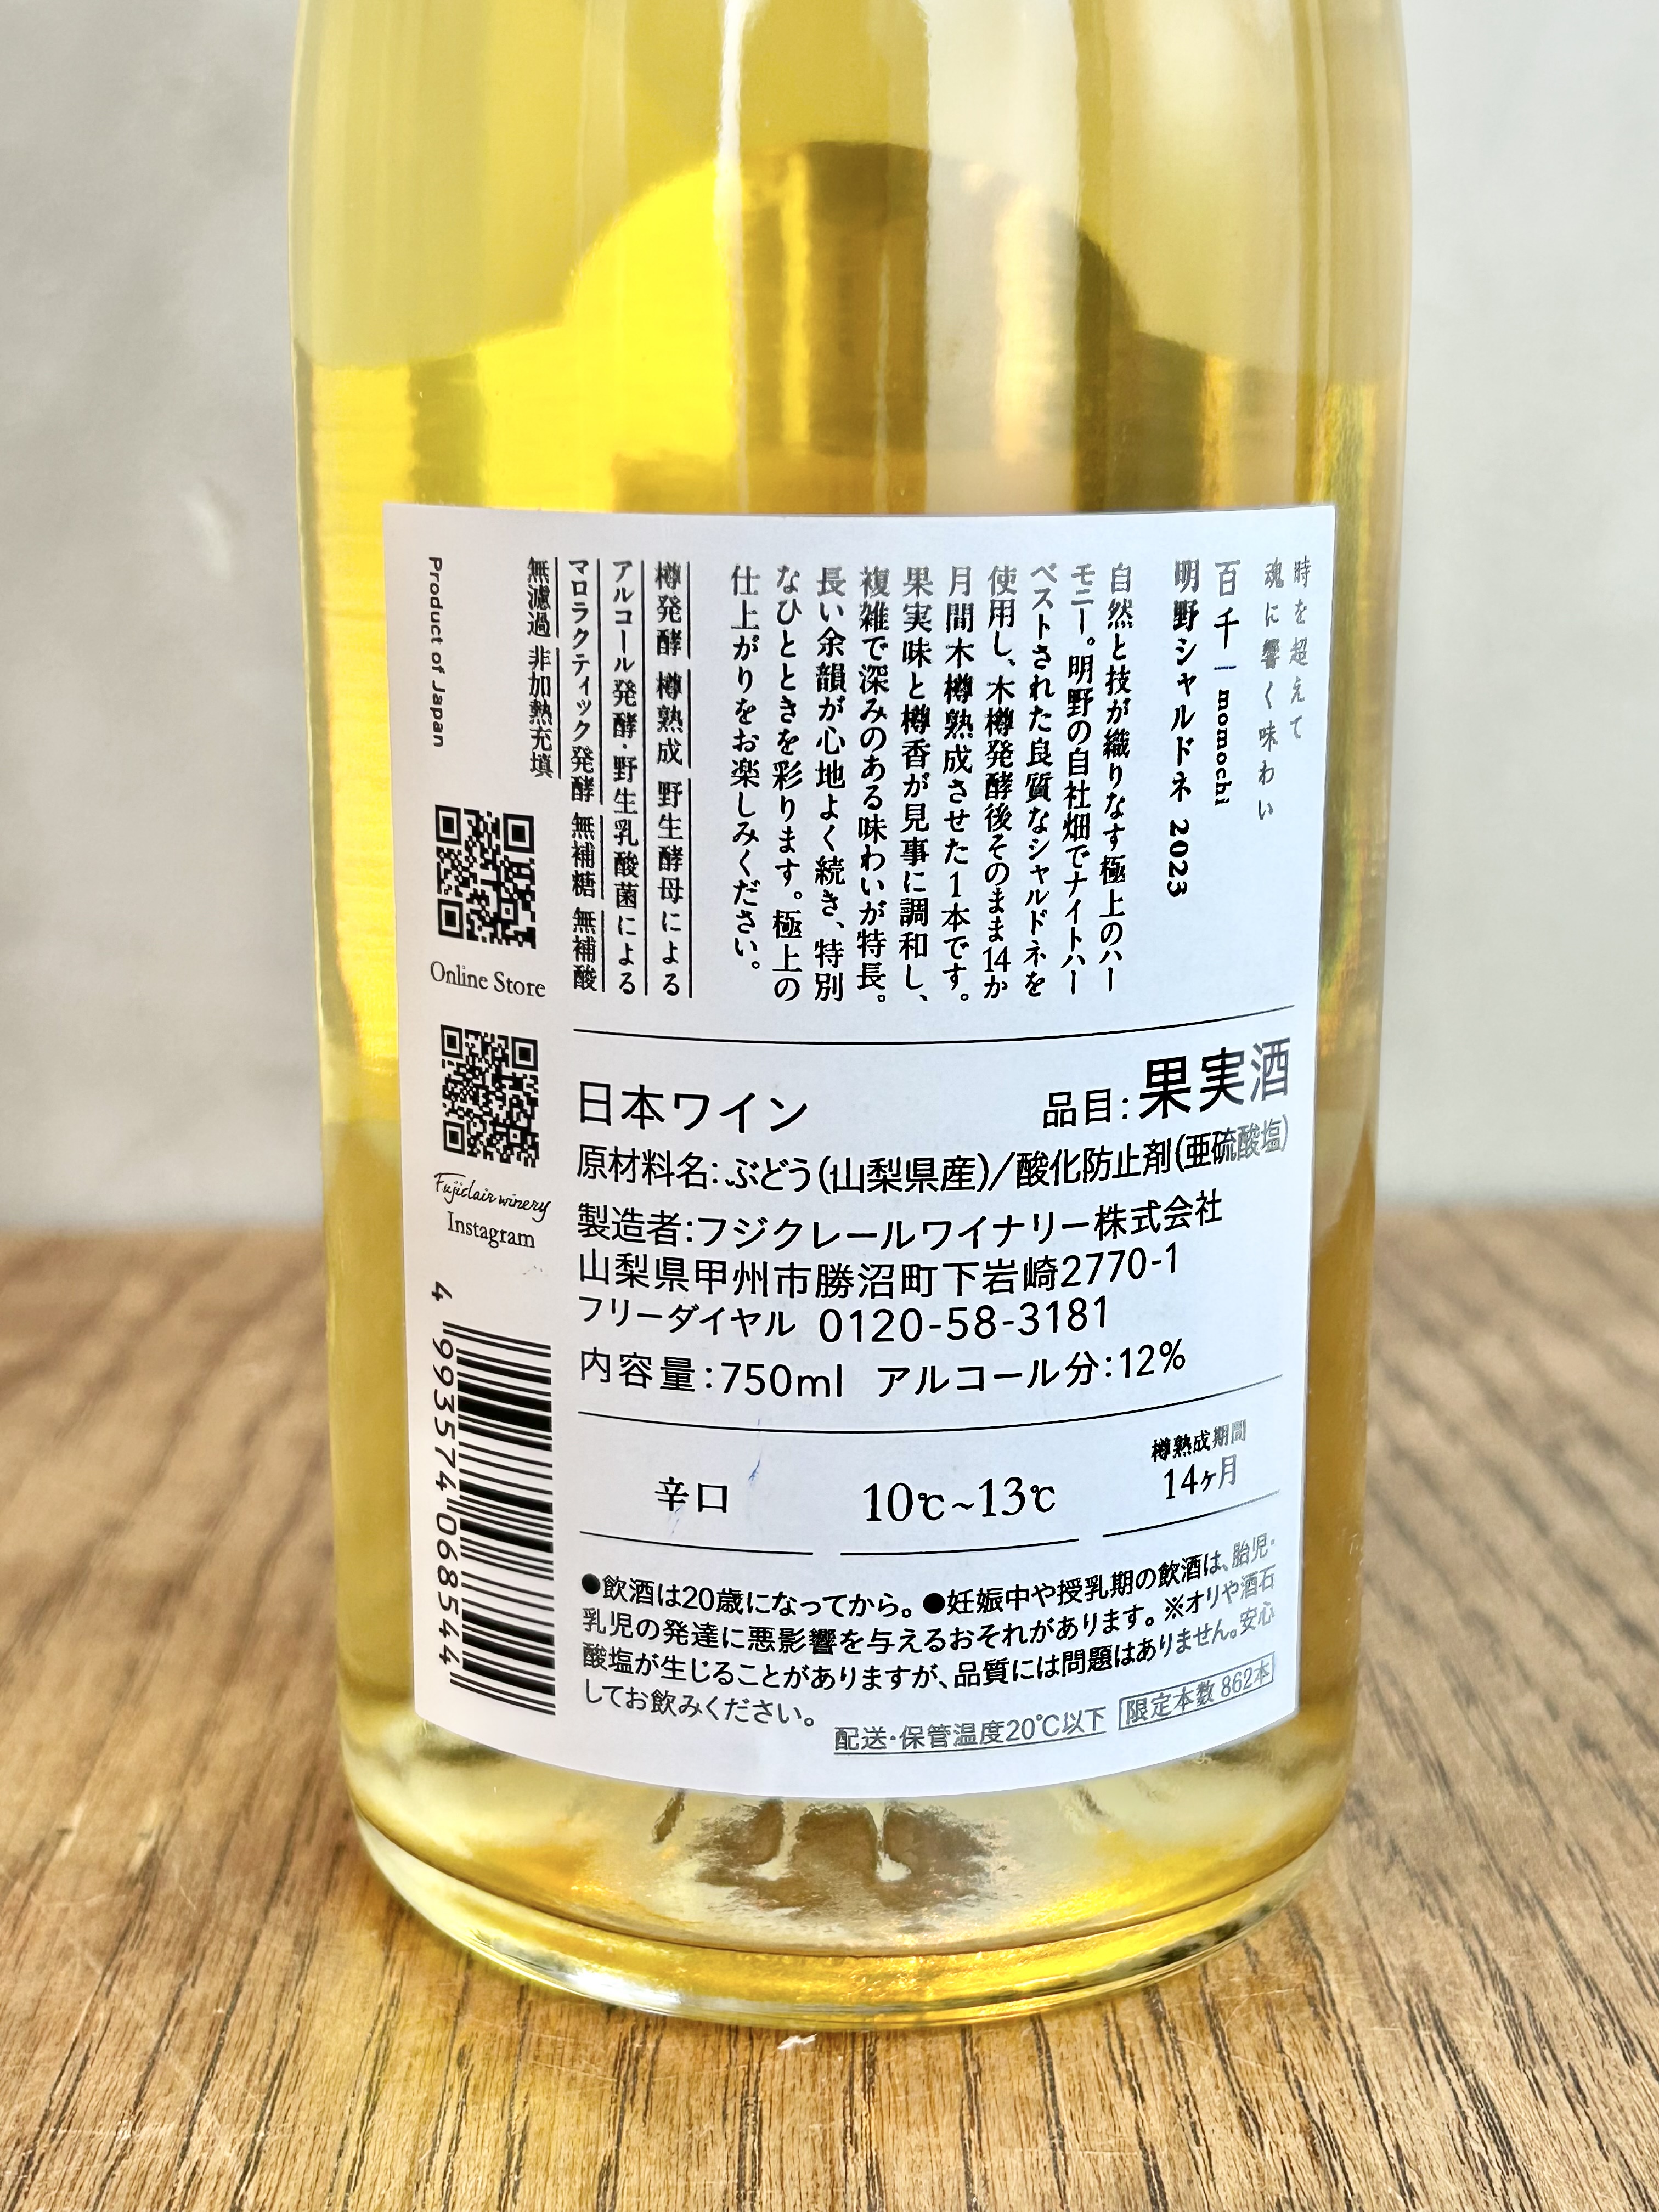 時を超えて
魂に響く味わい
百千 | momochi
明野シャルドネ 2023
自然と技が織りなす極上のハー
モニー。明野の自社畑でナイトハー
ベストされた良質なシャルドネを
使用し、木樽発酵後そのまま14か
月間木樽熟成させた1本です。
果実味と樽香が見事に調和し、
複雑で深みのある味わいが特長。
長い余韻が心地よく続き、特別
なひとときを彩ります。極上の
仕上がりをお楽しみください。
樽発酵 樽熟成 野生酵母による
アルコール発酵・野生乳酸菌による
マロラクティック発酵 無補糖 無補酸
無濾過 非加熱充填
Product of Japan
Online Store
Fujiclair winery
Instagram
4 993574 068544
日本ワイン 品目:果実酒
原材料名:ぶどう(山梨県産)/酸化防止剤(亜硫酸塩)
製造者:フジクレールワイナリー株式会社
山梨県甲州市勝沼町下岩崎2770-1
フリーダイヤル 0120-58-3181
内容量:750ml アルコール分:12%
辛口
10℃~13℃
樽熟成期間
14ヶ月
●飲酒は20歳になってから。●妊娠中や授乳期の飲酒は、胎児・
乳児の発達に悪影響を与えるおそれがあります。※オリや酒石
酸塩が生じることがありますが、品質には問題はありません。安心
してお飲みください。
配送・保管温度20℃以下 限定本数 862本